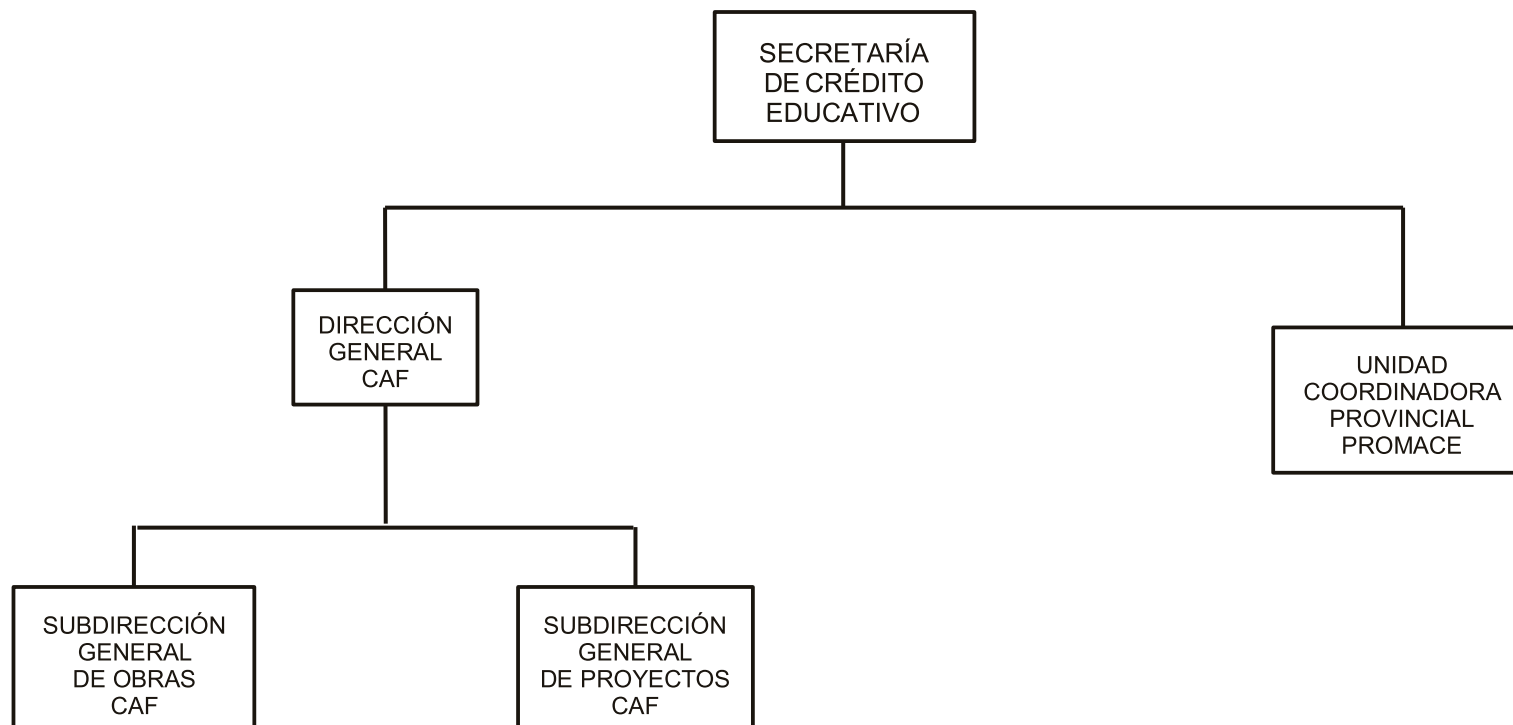 SECRETARÍA
DE CRÉDITO
EDUCATIVO
DIRECCIÓN
GENERAL
CAF
UNIDAD
COORDINADORA
PROVINCIAL
PROMACE
SUBDIRECCIÓN
GENERAL
DE OBRAS
CAF
SUBDIRECCIÓN
GENERAL
DE PROYECTOS
CAF